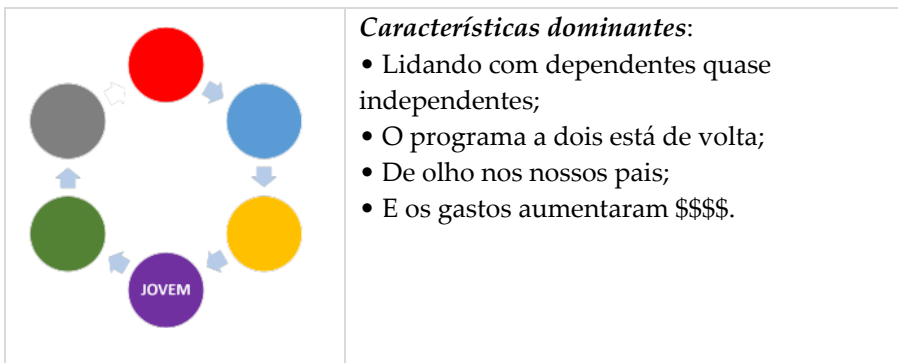 JOVEM
Características dominantes:
• Lidando com dependentes quase
independentes;
• O programa a dois está de volta;
• De olho nos nossos pais;
• E os gastos aumentaram $$$$.